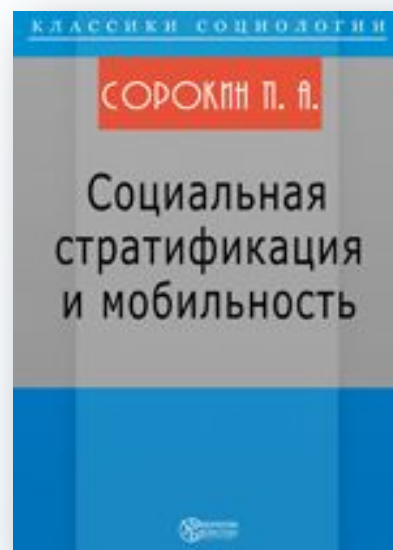 КЛАССИКИ СОЦИОЛОГИИ
СОРОКИН П. А.
Социальная
стратификация
и мобильность